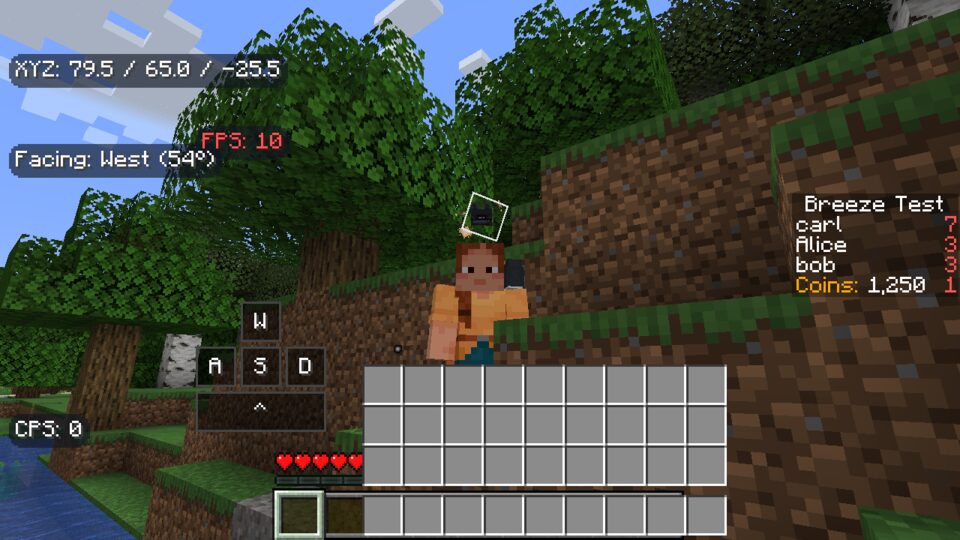 XYZ: 79.5 / 65.0 / -25.5
FPS: 10
Facing: West (54°)
Breeze Test
carl 7
Alice 3
bob 3
Coins: 1,250 1
W
A S D
^
CPS: 0